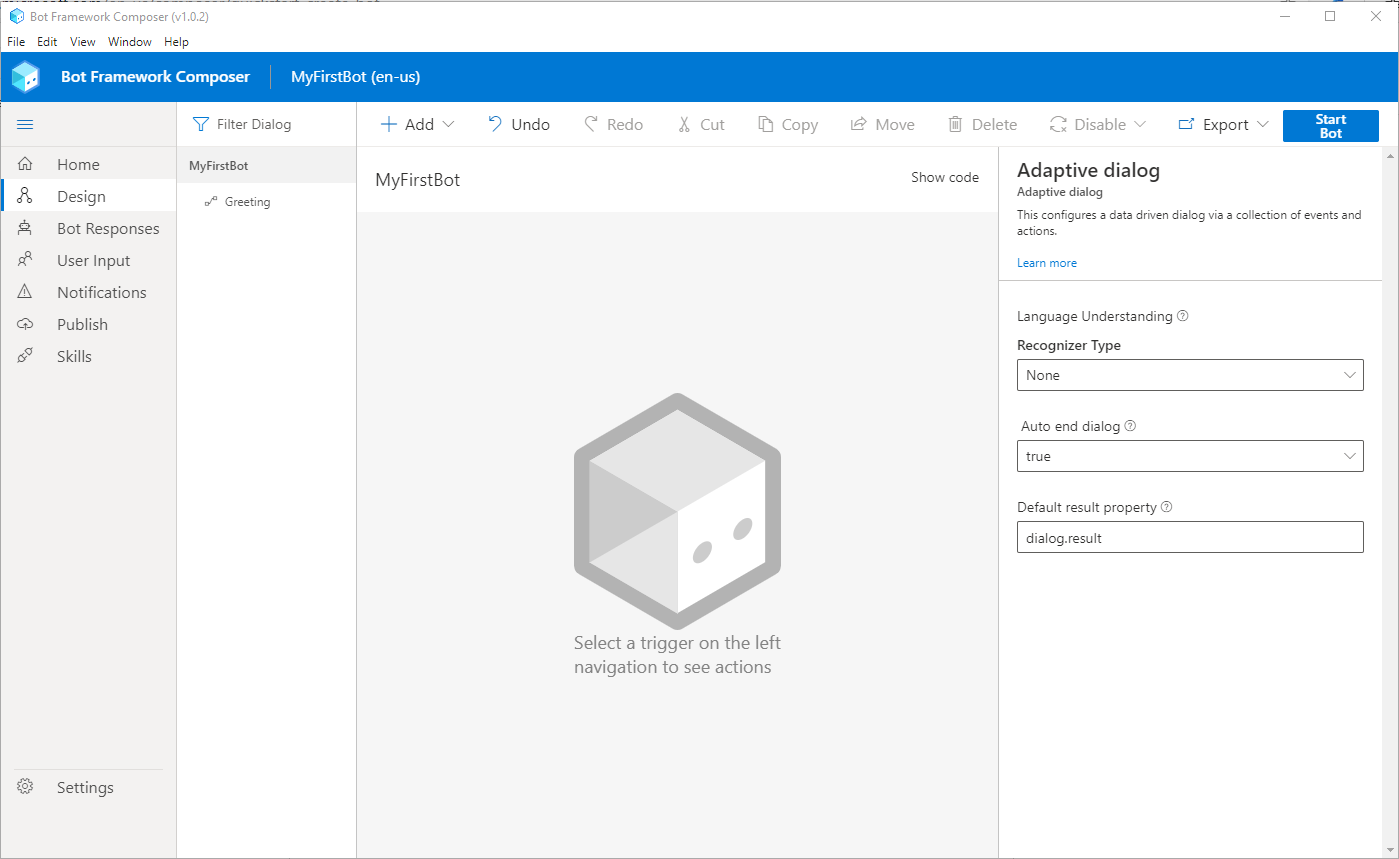 Bot Framework Composer (v1.0.2)
File Edit View Window Help
Bot Framework Composer MyFirstBot (en-us)
Filter Dialog
Add Undo Redo Cut Copy Move Delete Disable Export Start Bot
Home
Design
Bot Responses
User Input
Notifications
Publish
Skills
Settings
MyFirstBot
Greeting
MyFirstBot
Show code
Select a trigger on the left
navigation to see actions
Adaptive dialog
Adaptive dialog
This configures a data driven dialog via a collection of events and
actions.
Learn more
Language Understanding
Recognizer Type
None
Auto end dialog
true
Default result property
dialog.result